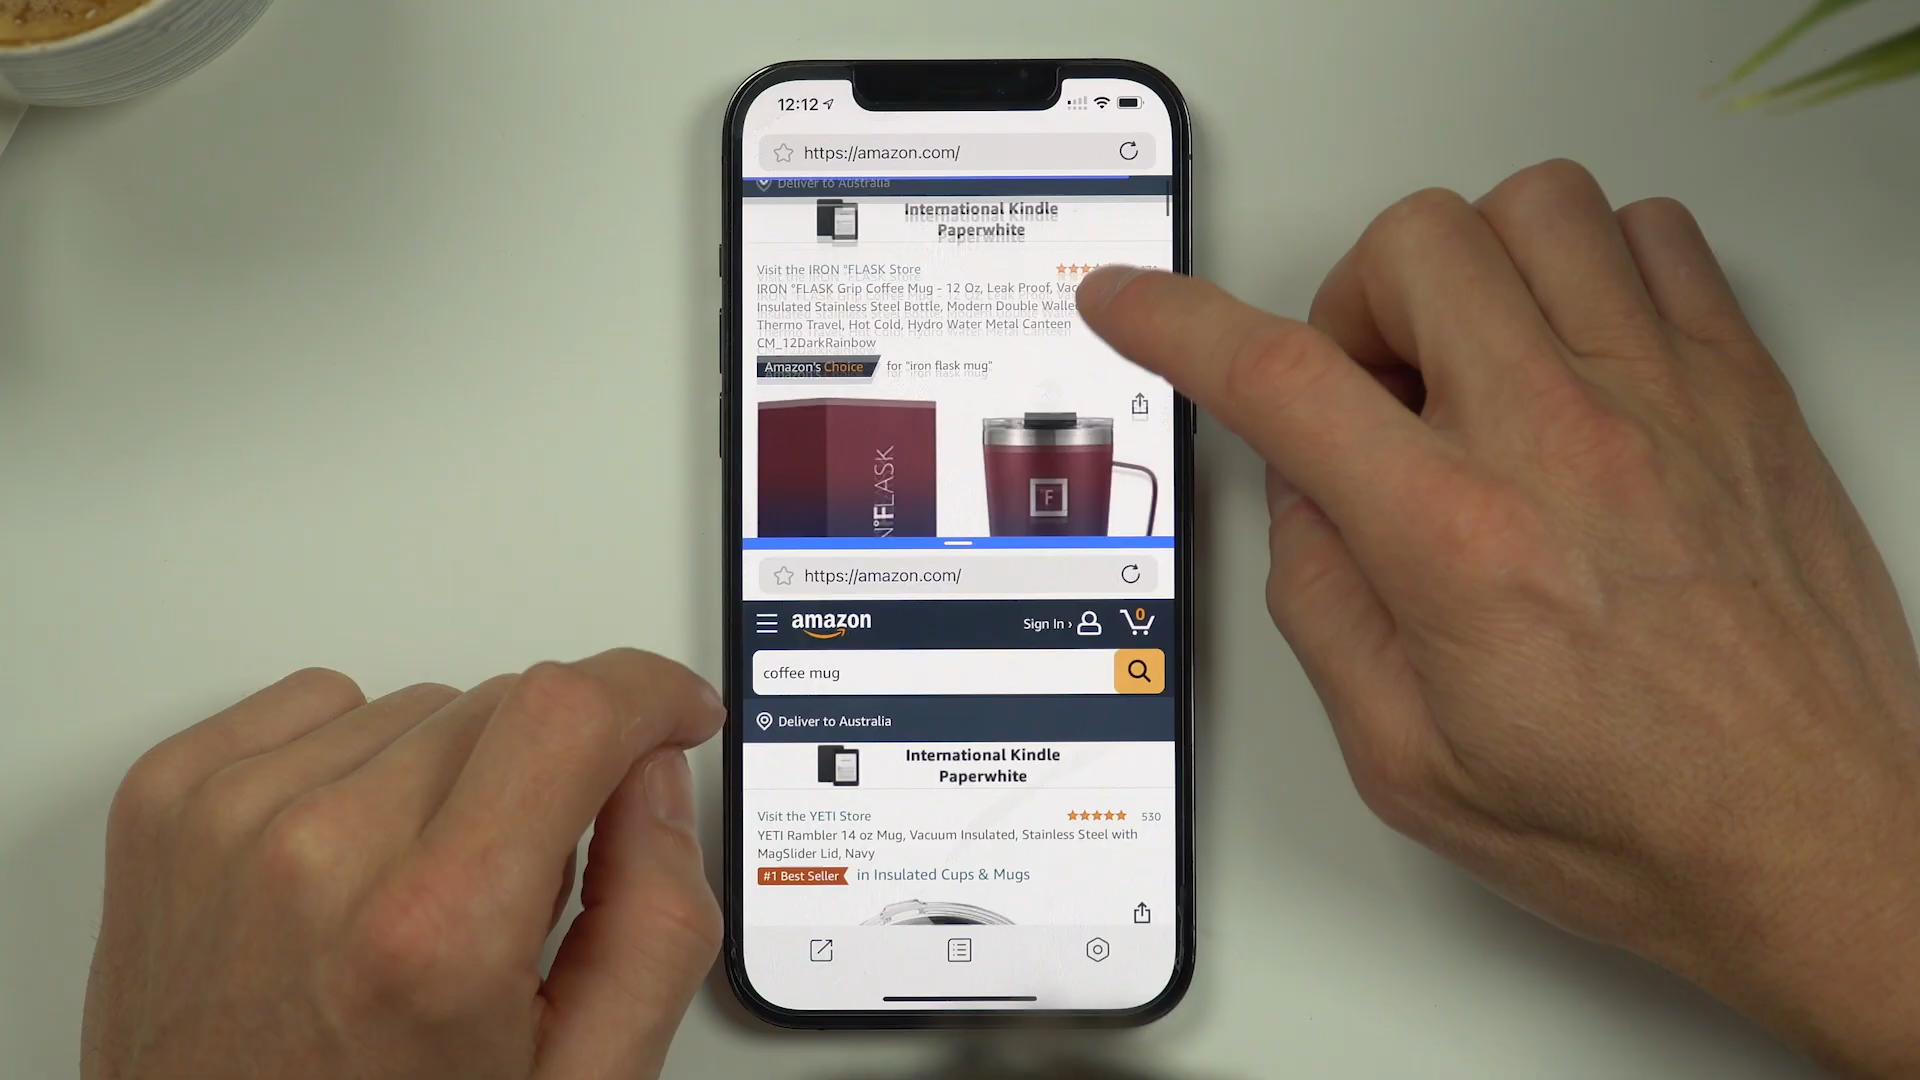 12:12
https://amazon.com/
Deliver to Australia
International Kindle
Paperwhite
Visit the IRON °FLASK Store
IRON °FLASK Grip Coffee Mug - 12 Oz, Leak Proof,
Insulated Stainless Steel Bottle, Modern Double Walle
Thermo Travel, Hot Cold, Hydro Water Metal Canteen
CM_12DarkRainbow
Amazon's Choice for "iron flask mug"
N°FLASK
°F
https://amazon.com/
amazon
Sign In ›
0
coffee mug
Deliver to Australia
International Kindle
Paperwhite
Visit the YETI Store
530
YETI Rambler 14 oz Mug, Vacuum Insulated, Stainless Steel with
MagSlider Lid, Navy
#1 Best Seller in Insulated Cups & Mugs